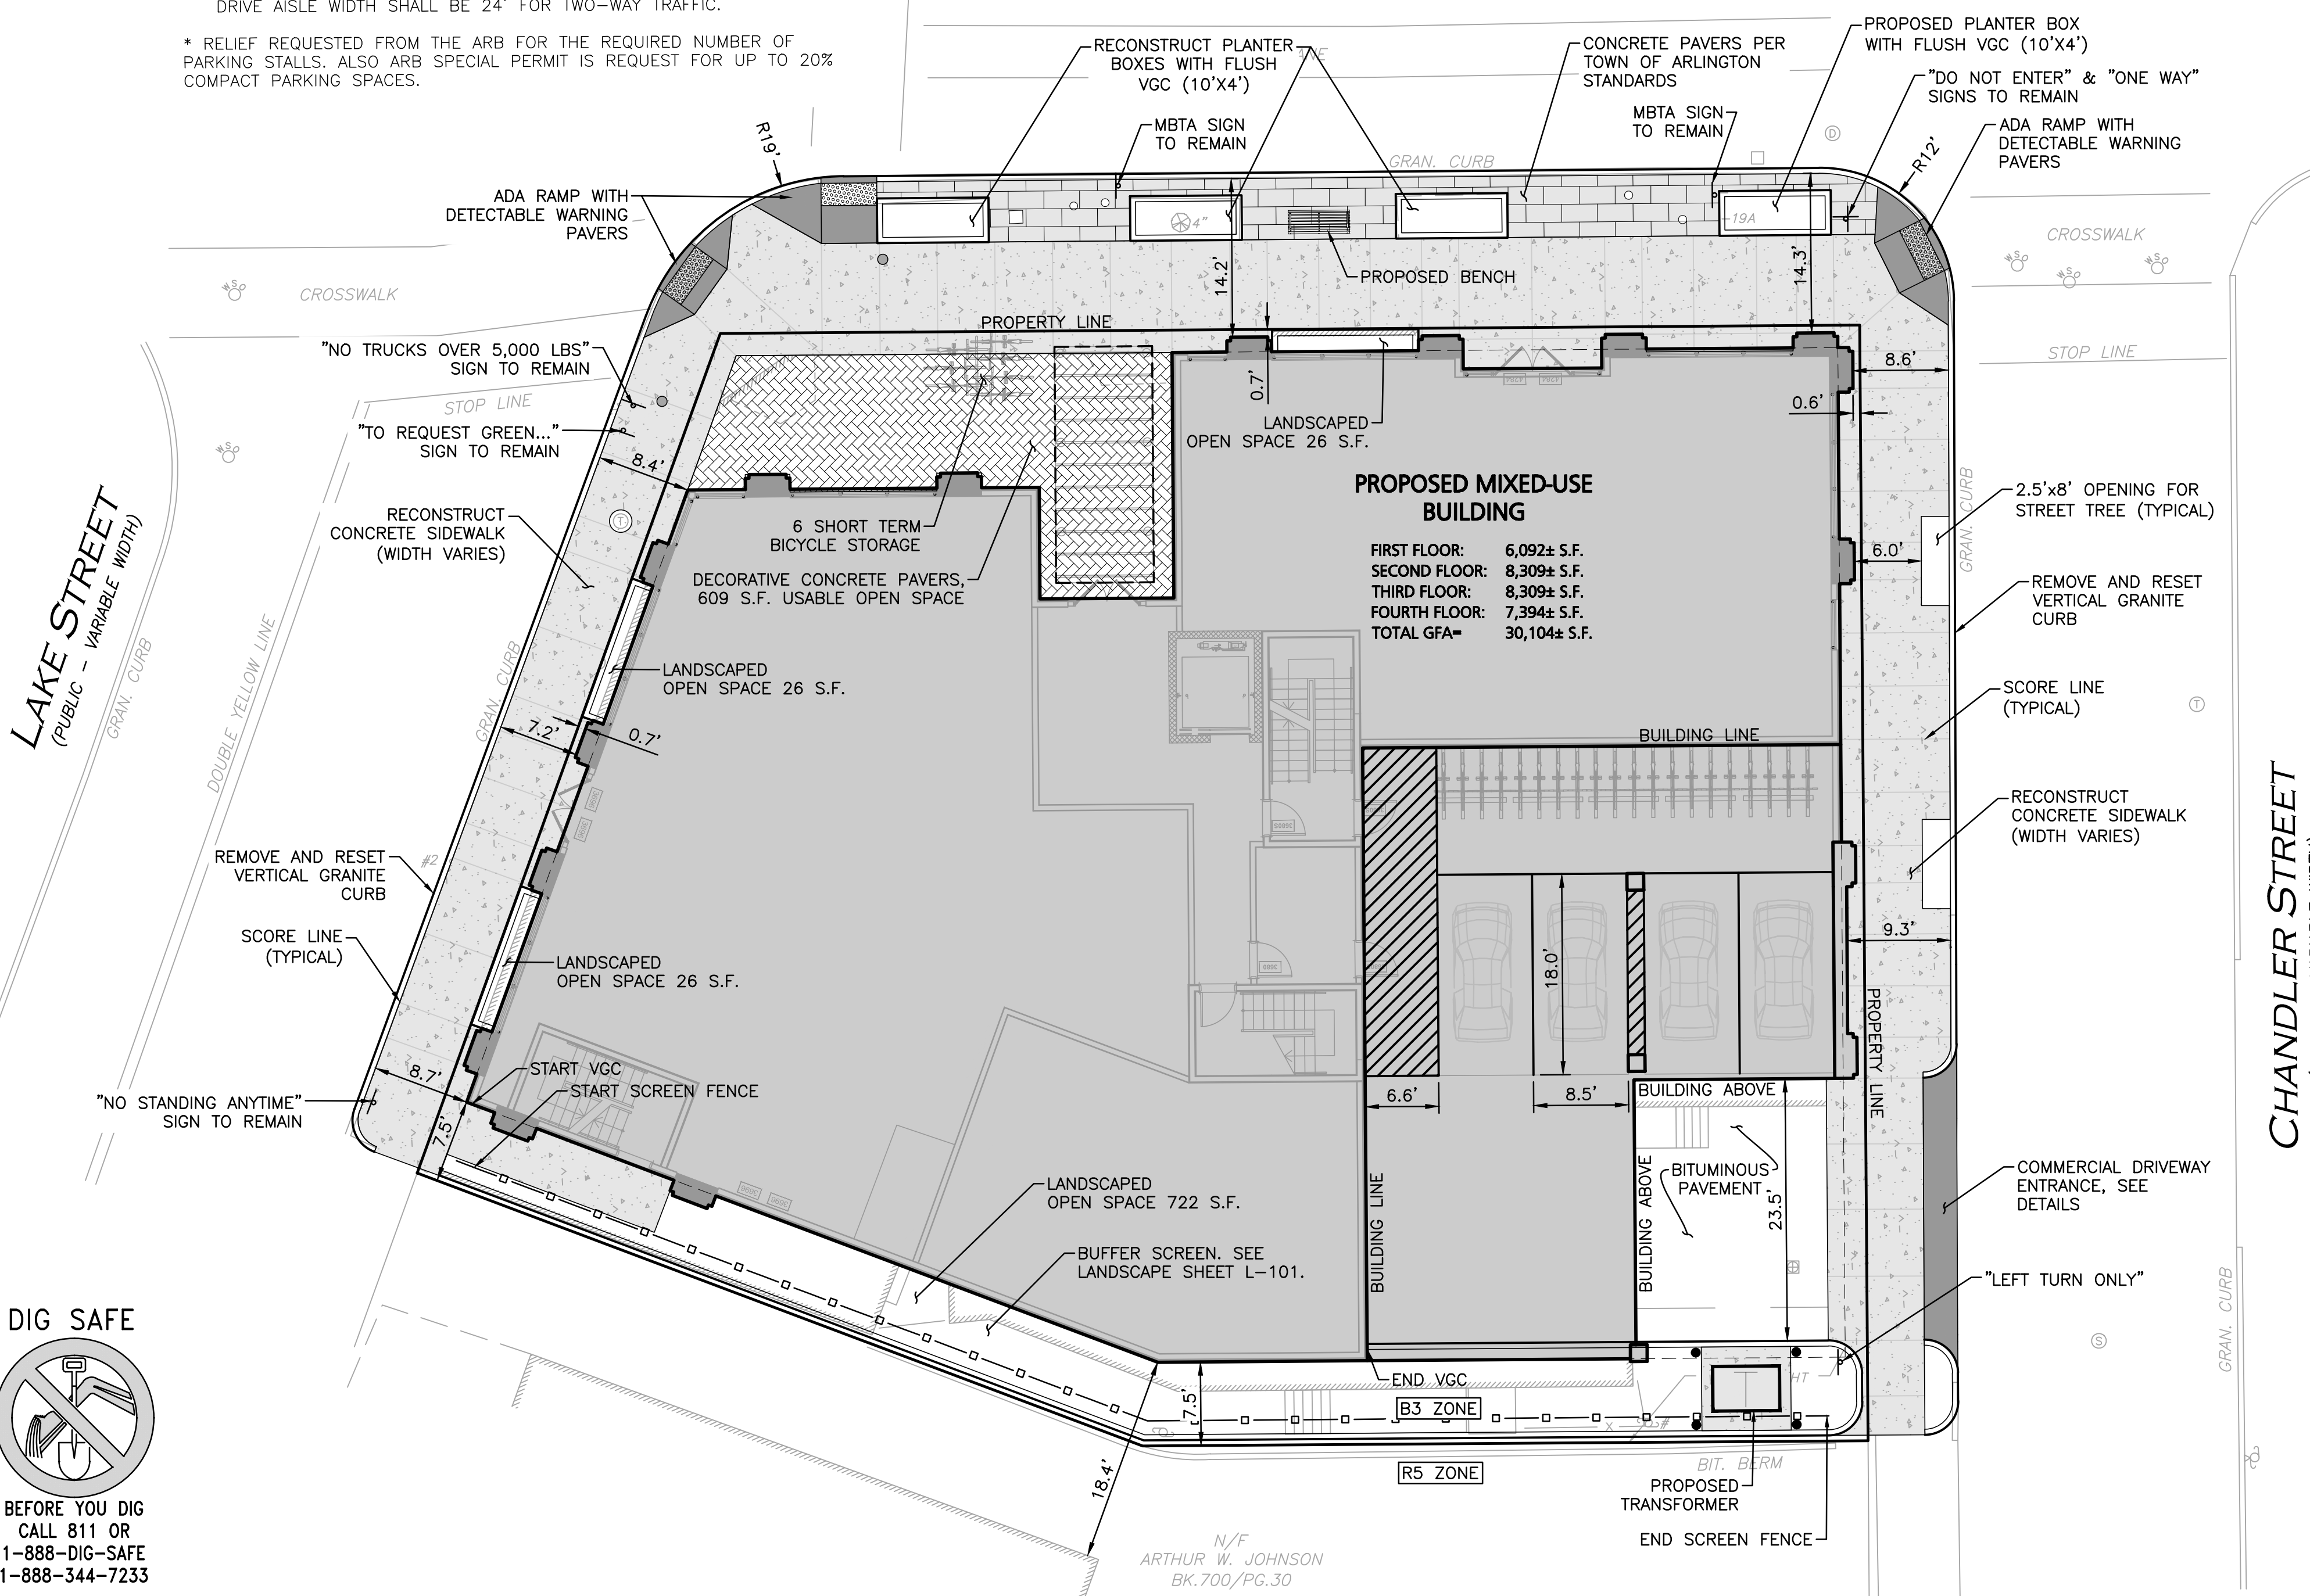 DRIVE AISLE WIDTH SHALL BE 24' FOR TWO-WAY TRAFFIC.
* RELIEF REQUESTED FROM THE ARB FOR THE REQUIRED NUMBER OF
PARKING STALLS. ALSO ARB SPECIAL PERMIT IS REQUEST FOR UP TO 20%
COMPACT PARKING SPACES.
RECONSTRUCT PLANTER
BOXES WITH FLUSH
VGC (10'X4')
AVE
CONCRETE PAVERS PER
TOWN OF ARLINGTON
STANDARDS
PROPOSED PLANTER BOX
WITH FLUSH VGC (10'X4')
"DO NOT ENTER" & "ONE WAY"
SIGNS TO REMAIN
MBTA SIGN
TO REMAIN
MBTA SIGN
TO REMAIN
ADA RAMP WITH
DETECTABLE WARNING
PAVERS
R19'
R12'
D
GRAN. CURB
ADA RAMP WITH
DETECTABLE WARNING
PAVERS
4"
19A
PROPOSED BENCH
14.2'
14.3'
CROSSWALK
CROSSWALK
WSO
WSO
WSO
WSO
WSO
PROPERTY LINE
"NO TRUCKS OVER 5,000 LBS"
SIGN TO REMAIN
STOP LINE
STOP LINE
"TO REQUEST GREEN..."
SIGN TO REMAIN
8.4'
0.7'
8.6'
0.6'
LANDSCAPED
OPEN SPACE 26 S.F.
PROPOSED MIXED-USE
BUILDING
FIRST FLOOR: 6,092± S.F.
SECOND FLOOR: 8,309± S.F.
THIRD FLOOR: 8,309± S.F.
FOURTH FLOOR: 7,394± S.F.
TOTAL GFA= 30,104± S.F.
2.5'x8' OPENING FOR
STREET TREE (TYPICAL)
6.0'
GRAN. CURB
REMOVE AND RESET
VERTICAL GRANITE
CURB
RECONSTRUCT
CONCRETE SIDEWALK
(WIDTH VARIES)
T
6 SHORT TERM
BICYCLE STORAGE
DECORATIVE CONCRETE PAVERS,
609 S.F. USABLE OPEN SPACE
LAKE STREET
(PUBLIC - VARIABLE WIDTH)
GRAN. CURB
DOUBLE YELLOW LINE
GRAN. CURB
LANDSCAPED
OPEN SPACE 26 S.F.
7.2'
0.7'
SCORE LINE
(TYPICAL)
T
BUILDING LINE
RECONSTRUCT
CONCRETE SIDEWALK
(WIDTH VARIES)
CHANDLER STREET
#2
REMOVE AND RESET
VERTICAL GRANITE
CURB
SCORE LINE
(TYPICAL)
LANDSCAPED
OPEN SPACE 26 S.F.
18.0'
9.3'
PROPERTY LINE
START VGC
START SCREEN FENCE
8.7'
"NO STANDING ANYTIME"
SIGN TO REMAIN
7.5'
6.6'
8.5'
BUILDING ABOVE
BUILDING LINE
BUILDING ABOVE
BITUMINOUS
PAVEMENT
23.5'
COMMERCIAL DRIVEWAY
ENTRANCE, SEE
DETAILS
LANDSCAPED
OPEN SPACE 722 S.F.
BUFFER SCREEN. SEE
LANDSCAPE SHEET L-101.
"LEFT TURN ONLY"
GRAN. CURB
S
DIG SAFE
BEFORE YOU DIG
CALL 811 OR
1-888-DIG-SAFE
1-888-344-7233
END VGC
B3 ZONE
7.5'
HT
R5 ZONE
BIT. BERM
PROPOSED
TRANSFORMER
END SCREEN FENCE
18.4'
N/F
ARTHUR W. JOHNSON
BK.700/PG.30